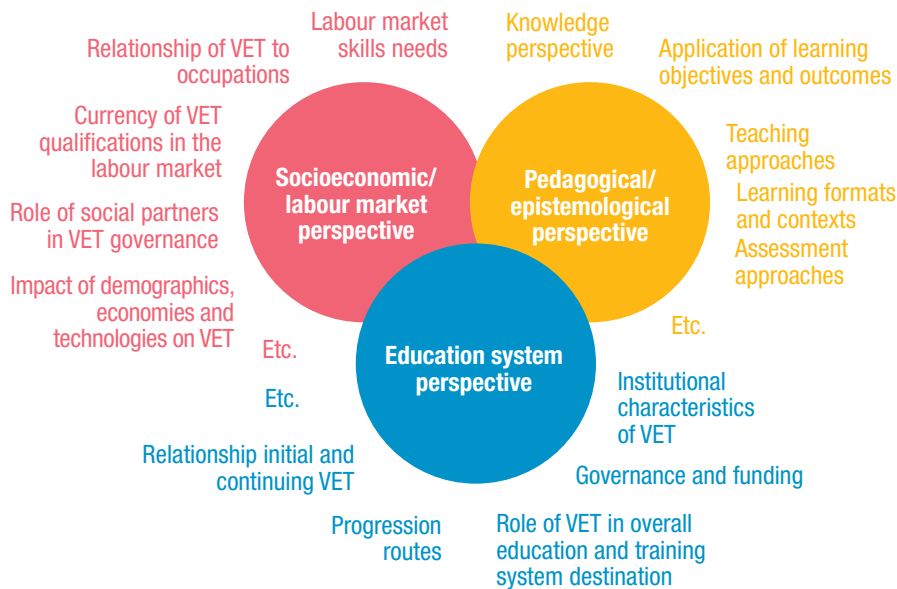 Labour market
skills needs
Knowledge
perspective
Relationship of VET to
occupations
Application of learning
objectives and outcomes
Currency of VET
qualifications in the
labour market
Teaching
approaches
Socioeconomic/
labour market
perspective
Pedagogical/
epistemological
perspective
Learning formats
and contexts
Role of social partners
in VET governance
Assessment
approaches
Impact of demographics,
economies and
technologies on VET
Etc.
Etc.
Education system
perspective
Etc.
Institutional
characteristics
of VET
Relationship initial and
continuing VET
Governance and funding
Progression
routes
Role of VET in overall
education and training
system destination